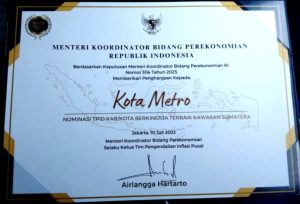 MENTERI KOORDINATOR BIDANG PEREKONOMIAN
REPUBLIK INDONESIA
Berdasarkan Keputusan Menteri Koordinator Bidang Perekonomian RI
Nomor 304 Tahun 2023,
Memberikan Penghargaan Kepada:
Kota Metro
NOMINASI TPID KAB/KOTA BERKINERJA TERBAIK KAWASAN SUMATERA
Jakarta, 10 Juli 2023
Menteri Koordinator Bidang Perekonomian
Selaku Ketua Tim Pengendalian Inflasi Pusat
Airlangga Hartarto